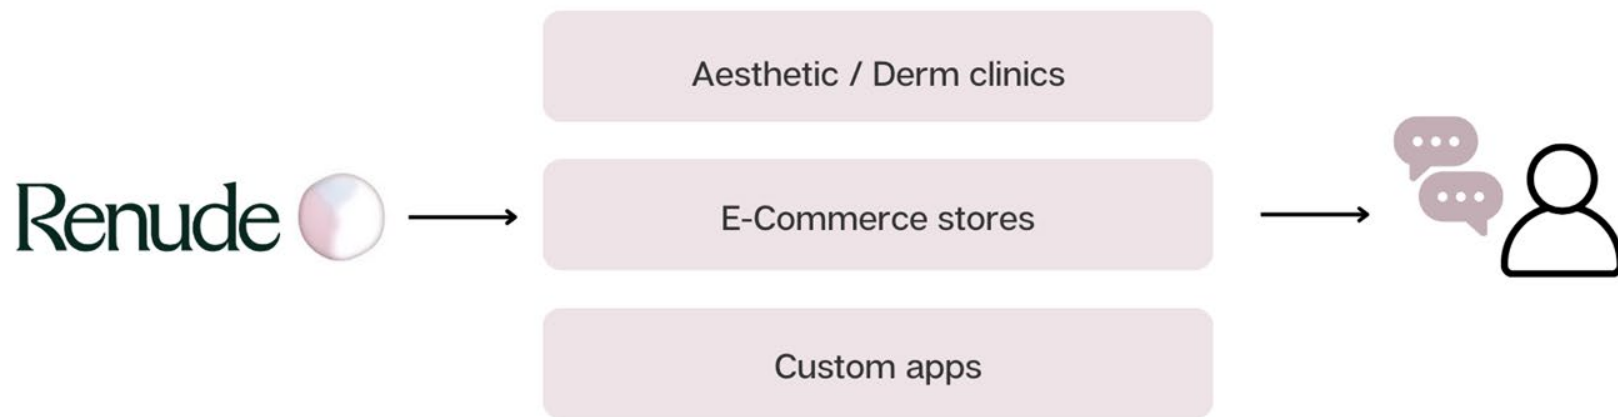 Aesthetic / Derm clinics
Renude
E-Commerce stores
Custom apps